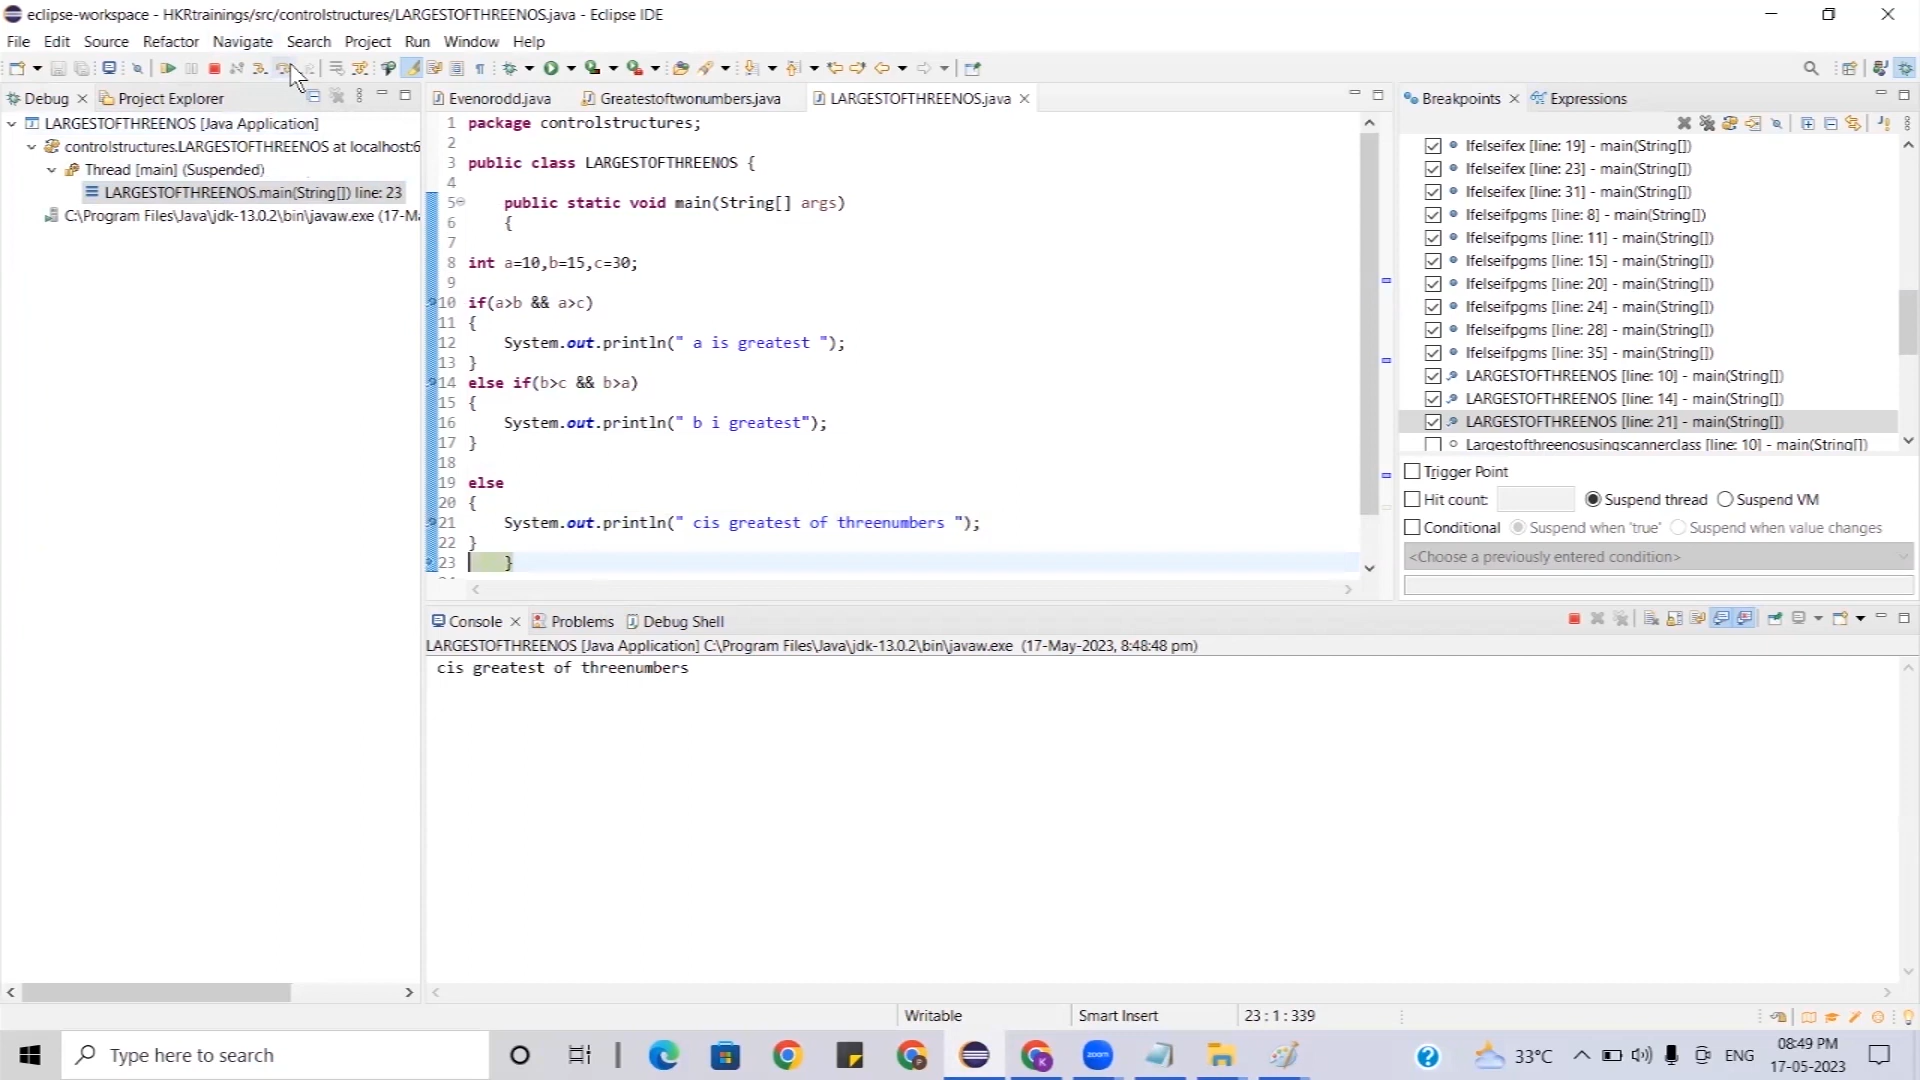 eclipse-workspace - HKRtrainings/src/controlstructures/LARGESTOFTHREENOS.java - Eclipse IDE
File Edit Source Refactor Navigate Search Project Run Window Help
Debug Project Explorer
LARGESTOFTHREENOS [Java Application]
controlstructures.LARGESTOFTHREENOS at localhost:6
Thread [main] (Suspended)
LARGESTOFTHREENOS.main(String[]) line: 23
C:\Program Files\Java\jdk-13.0.2\bin\javaw.exe (17-M
Evenorodd.java Greatestoftwonumbers.java LARGESTOFTHREENOS.java
1 package controlstructures;
2
3 public class LARGESTOFTHREENOS {
4
5 public static void main(String[] args)
6 {
7
8 int a=10,b=15,c=30;
9
10 if(a>b && a>c)
11 {
12 System.out.println(" a is greatest ");
13 }
14 else if(b>c && b>a)
15 {
16 System.out.println(" b i greatest");
17 }
18
19 else
20 {
21 System.out.println(" cis greatest of threenumbers ");
22 }
23 }
Breakpoints Expressions
Ifelseifex [line: 19] - main(String[])
Ifelseifex [line: 23] - main(String[])
Ifelseifex [line: 31] - main(String[])
Ifelseifpgms [line: 8] - main(String[])
Ifelseifpgms [line: 11] - main(String[])
Ifelseifpgms [line: 15] - main(String[])
Ifelseifpgms [line: 20] - main(String[])
Ifelseifpgms [line: 24] - main(String[])
Ifelseifpgms [line: 28] - main(String[])
Ifelseifpgms [line: 35] - main(String[])
LARGESTOFTHREENOS [line: 10] - main(String[])
LARGESTOFTHREENOS [line: 14] - main(String[])
LARGESTOFTHREENOS [line: 21] - main(String[])
Largestofthreenosusingscannerclass [line: 10] - main(String[])
Trigger Point
Hit count: Suspend thread Suspend VM
Conditional Suspend when 'true' Suspend when value changes
<Choose a previously entered condition>
Console Problems Debug Shell
LARGESTOFTHREENOS [Java Application] C:\Program Files\Java\jdk-13.0.2\bin\javaw.exe (17-May-2023, 8:48:48 pm)
cis greatest of threenumbers
Writable Smart Insert 23 : 1 : 339
Type here to search
zoom
33°C ENG
08:49 PM
17-05-2023